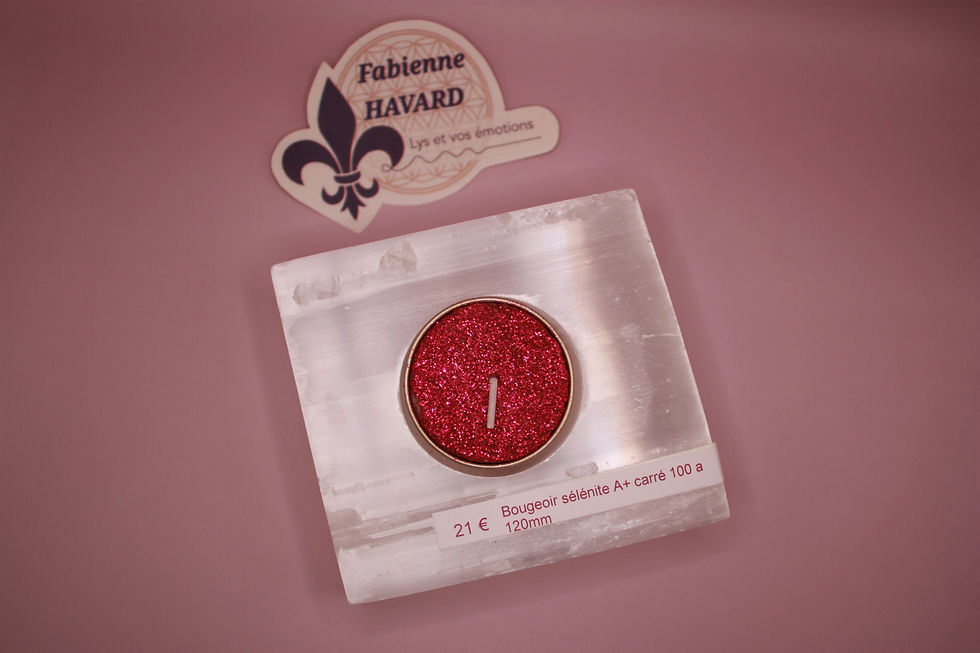 Fabienne
HAVARD
Lys et vos émotions
21 € Bougeoir sélénite A+ carré 100 a
120mm